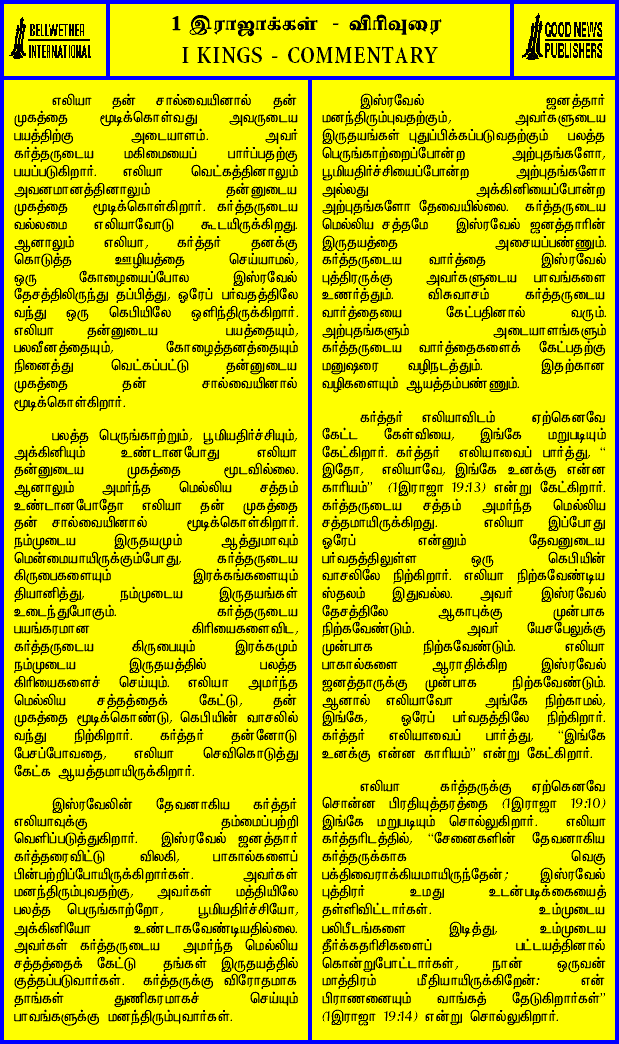 BELLWETHER
INTERNATIONAL
1 இராஜாக்கள் - விரிவுரை
I KINGS - COMMENTARY
GOOD NEWS
PUBLISHERS
எலியா தன் சால்வையினால் தன்
முகத்தை மூடிக்கொள்வது அவருடைய
பயத்திற்கு அடையாளம். அவர்
கர்த்தருடைய மகிமையைப் பார்ப்பதற்கு
பயப்படுகிறார். எலியா வெட்கத்தினாலும்
அவனமானத்தினாலும் தன்னுடைய
முகத்தை மூடிக்கொள்கிறார். கர்த்தருடைய
வல்லமை எலியாவோடு கூடயிருக்கிறது.
ஆனாலும் எலியா, கர்த்தர் தனக்கு
கொடுத்த ஊழியத்தை செய்யாமல்,
ஒரு கோழையைப்போல இஸ்ரவேல்
தேசத்திலிருந்து தப்பித்து, ஓரேப் பர்வதத்திலே
வந்து ஒரு கெபியிலே ஒளிந்திருக்கிறார்.
எலியா தன்னுடைய பயத்தையும்,
பலவீனத்தையும், கோழைத்தனத்தையும்
நினைத்து வெட்கப்பட்டு தன்னுடைய
முகத்தை தன் சால்வையினால்
மூடிக்கொள்கிறார்.
பலத்த பெருங்காற்றும், பூமியதிர்ச்சியும்,
அக்கினியும் உண்டானபோது எலியா
தன்னுடைய முகத்தை மூடவில்லை.
ஆனாலும் அமர்ந்த மெல்லிய சத்தம்
உண்டானபோதோ எலியா தன் முகத்தை
தன் சால்வையினால் மூடிக்கொள்கிறார்.
நம்முடைய இருதயமும் ஆத்துமாவும்
மென்மையாயிருக்கும்போது, கர்த்தருடைய
கிருபைகளையும் இரக்கங்களையும்
தியானித்து, நம்முடைய இருதயங்கள்
உடைந்துபோகும். கர்த்தருடைய
பயங்கரமான கிரியைகளைவிட,
கர்த்தருடைய கிருபையும் இரக்கமும்
நம்முடைய இருதயத்தில் பலத்த
கிரியைகளைச் செய்யும். எலியா அமர்ந்த
மெல்லிய சத்தத்தைக் கேட்டு, தன்
முகத்தை மூடிக்கொண்டு, கெபியின் வாசலில்
வந்து நிற்கிறார். கர்த்தர் தன்னோடு
பேசப்போவதை, எலியா செவிகொடுத்து
கேட்க ஆயத்தமாயிருக்கிறார்.
இஸ்ரவேலின் தேவனாகிய கர்த்தர்
எலியாவுக்கு தம்மைப்பற்றி
வெளிப்படுத்துகிறார். இஸ்ரவேல் ஜனத்தார்
கர்த்தரைவிட்டு விலகி, பாகால்களைப்
பின்பற்றிப்போயிருக்கிறார்கள். அவர்கள்
மனந்திரும்புவதற்கு, அவர்கள் மத்தியிலே
பலத்த பெருங்காற்றோ, பூமியதிர்ச்சியோ,
அக்கினியோ உண்டாகவேண்டியதில்லை.
அவர்கள் கர்த்தருடைய அமர்ந்த மெல்லிய
சத்தத்தைக் கேட்டு தங்கள் இருதயத்தில்
குத்தப்படுவார்கள். கர்த்தருக்கு விரோதமாக
தாங்கள் துணிகரமாகச் செய்யும்
பாவங்களுக்கு மனந்திரும்புவார்கள்.
இஸ்ரவேல் ஜனத்தார்
மனந்திரும்புவதற்கும், அவர்களுடைய
இருதயங்கள் புதுப்பிக்கப்படுவதற்கும் பலத்த
பெருங்காற்றைப்போன்ற அற்புதங்களோ,
பூமியதிர்ச்சியைப்போன்ற அற்புதங்களோ
அல்லது அக்கினியைப்போன்ற
அற்புதங்களோ தேவையில்லை. கர்த்தருடைய
மெல்லிய சத்தமே இஸ்ரவேல் ஜனத்தாரின்
இருதயத்தை அசையப்பண்ணும்.
கர்த்தருடைய வார்த்தை இஸ்ரவேல்
புத்திரருக்கு அவர்களுடைய பாவங்களை
உணர்த்தும். விசுவாசம் கர்த்தருடைய
வார்த்தையை கேட்பதினால் வரும்.
அற்புதங்களும் அடையாளங்களும்
கர்த்தருடைய வார்த்தைகளைக் கேட்பதற்கு
மனுஷரை வழிநடத்தும். இதற்கான
வழிகளையும் ஆயத்தம்பண்ணும்.
கர்த்தர் எலியாவிடம் ஏற்கெனவே
கேட்ட கேள்வியை, இங்கே மறுபடியும்
கேட்கிறார். கர்த்தர் எலியாவைப் பார்த்து, “
இதோ, எலியாவே, இங்கே உனக்கு என்ன
காரியம்” (1இராஜா 19:13) என்று கேட்கிறார்.
கர்த்தருடைய சத்தம் அமர்ந்த மெல்லிய
சத்தமாயிருக்கிறது. எலியா இப்போது
ஓரேப் என்னும் தேவனுடைய
பர்வதத்திலுள்ள ஒரு கெபியின்
வாசலிலே நிற்கிறார். எலியா நிற்கவேண்டிய
ஸ்தலம் இதுவல்ல. அவர் இஸ்ரவேல்
தேசத்திலே ஆகாபுக்கு முன்பாக
நிற்கவேண்டும். அவர் யேசபேலுக்கு
முன்பாக நிற்கவேண்டும். எலியா
பாகால்களை ஆராதிக்கிற இஸ்ரவேல்
ஜனத்தாருக்கு முன்பாக நிற்கவேண்டும்.
ஆனால் எலியாவோ அங்கே நிற்காமல்,
இங்கே, ஓரேப் பர்வதத்திலே நிற்கிறார்.
கர்த்தர் எலியாவைப் பார்த்து, “இங்கே
உனக்கு என்ன காரியம்” என்று கேட்கிறார்.
எலியா கர்த்தருக்கு ஏற்கெனவே
சொன்ன பிரதியுத்தரத்தை (1இராஜா 19:10)
இங்கே மறுபடியும் சொல்லுகிறார். எலியா
கர்த்தரிடத்தில், “சேனைகளின் தேவனாகிய
கர்த்தருக்காக வெகு
பக்திவைராக்கியமாயிருந்தேன்; இஸ்ரவேல்
புத்திரர் உமது உடன்படிக்கையைத்
தள்ளிவிட்டார்கள். உம்முடைய
பலிபீடங்களை இடித்து, உம்முடைய
தீர்க்கதரிசிகளைப் பட்டயத்தினால்
கொன்றுபோட்டார்கள், நான் ஒருவன்
மாத்திரம் மீதியாயிருக்கிறேன்; என்
பிராணனையும் வாங்கத் தேடுகிறார்கள்”
(1இராஜா 19:14) என்று சொல்லுகிறார்.